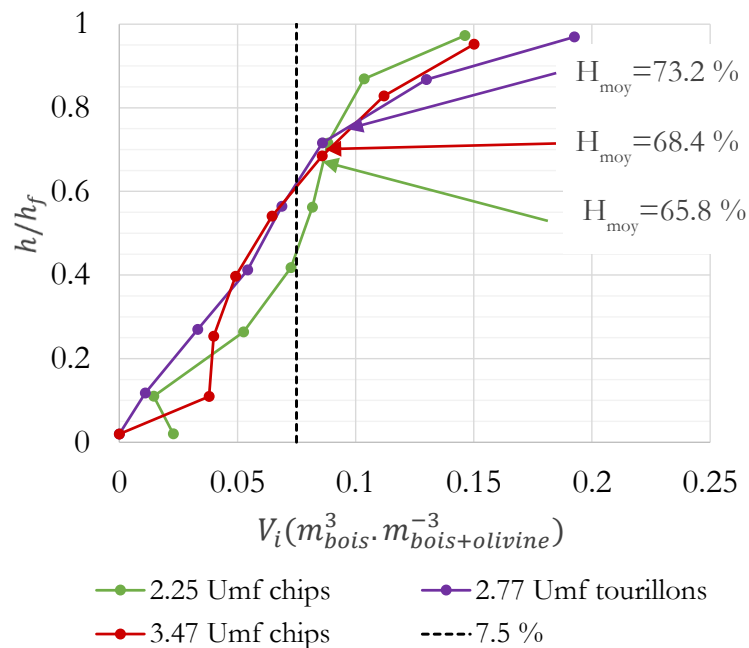 1
0.8
0.6
0.4
0.2
0
h/h_f
H_moy=73.2 %
H_moy=68.4 %
H_moy=65.8 %
0 0.05 0.1 0.15 0.2 0.25
V_i(m³_bois.m⁻³_bois+olivine)
2.25 Umf chips 2.77 Umf tourillons
3.47 Umf chips 7.5 %